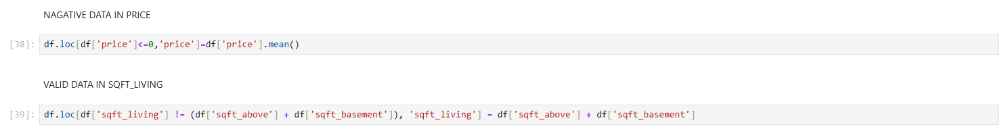 NAGATIVE DATA IN PRICE
[38]: df.loc[df['price']<=0,'price']=df['price'].mean()
VALID DATA IN SQFT_LIVING
[39]: df.loc[df['sqft_living'] != (df['sqft_above'] + df['sqft_basement']), 'sqft_living'] = df['sqft_above'] + df['sqft_basement']